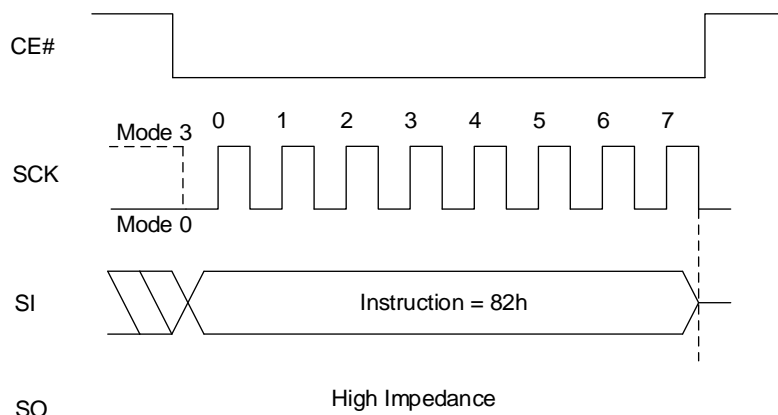 CE#
0 1 2 3 4 5 6 7
Mode 3
SCK
Mode 0
SI
Instruction = 82h
High Impedance
SO